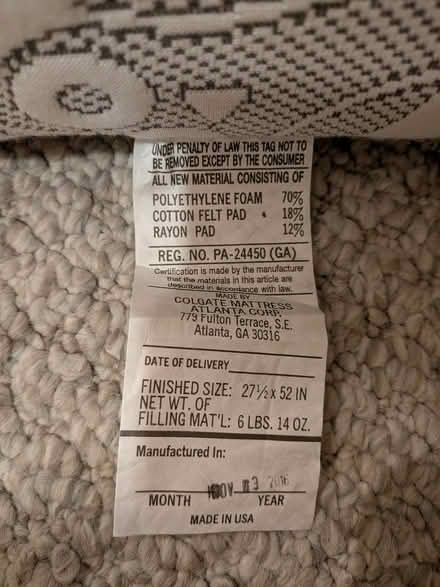 UNDER PENALTY OF LAW THIS TAG NOT TO
BE REMOVED EXCEPT BY THE CONSUMER
ALL NEW MATERIAL CONSISTING OF
POLYETHYLENE FOAM 70%
COTTON FELT PAD 18%
RAYON PAD 12%
REG. NO. PA-24450 (GA)
Certification is made by the manufacturer
that the materials in this article are
described in accordance with law.
MADE BY
COLGATE MATTRESS
ATLANTA CORP.
779 Fulton Terrace, S.E.
Atlanta, GA 30316
DATE OF DELIVERY
FINISHED SIZE: 27½ x 52 IN
NET WT. OF
FILLING MAT'L: 6 LBS. 14 OZ.
Manufactured In:
NOV 3 2016
MONTH YEAR
MADE IN USA